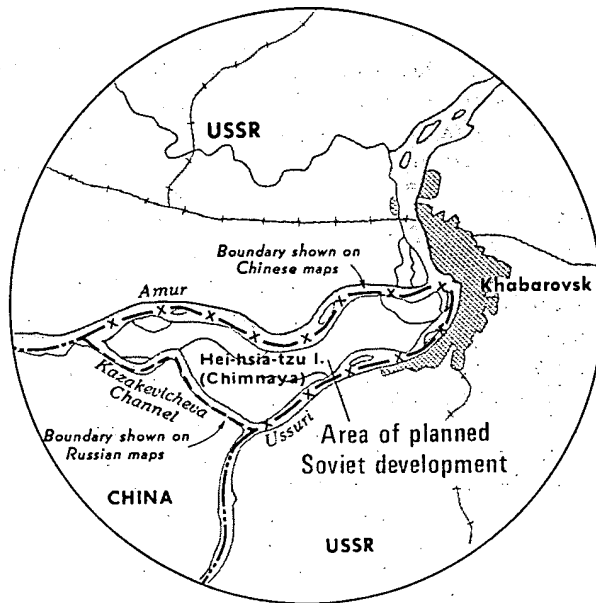 USSR
Boundary shown on
Chinese maps
Khabarovsk
Amur
Hei-hsia-tzu I.
(Chimnaya)
Kazakevicheva
Channel
Ussuri
Boundary shown on
Russian maps
Area of planned
Soviet development
CHINA
USSR